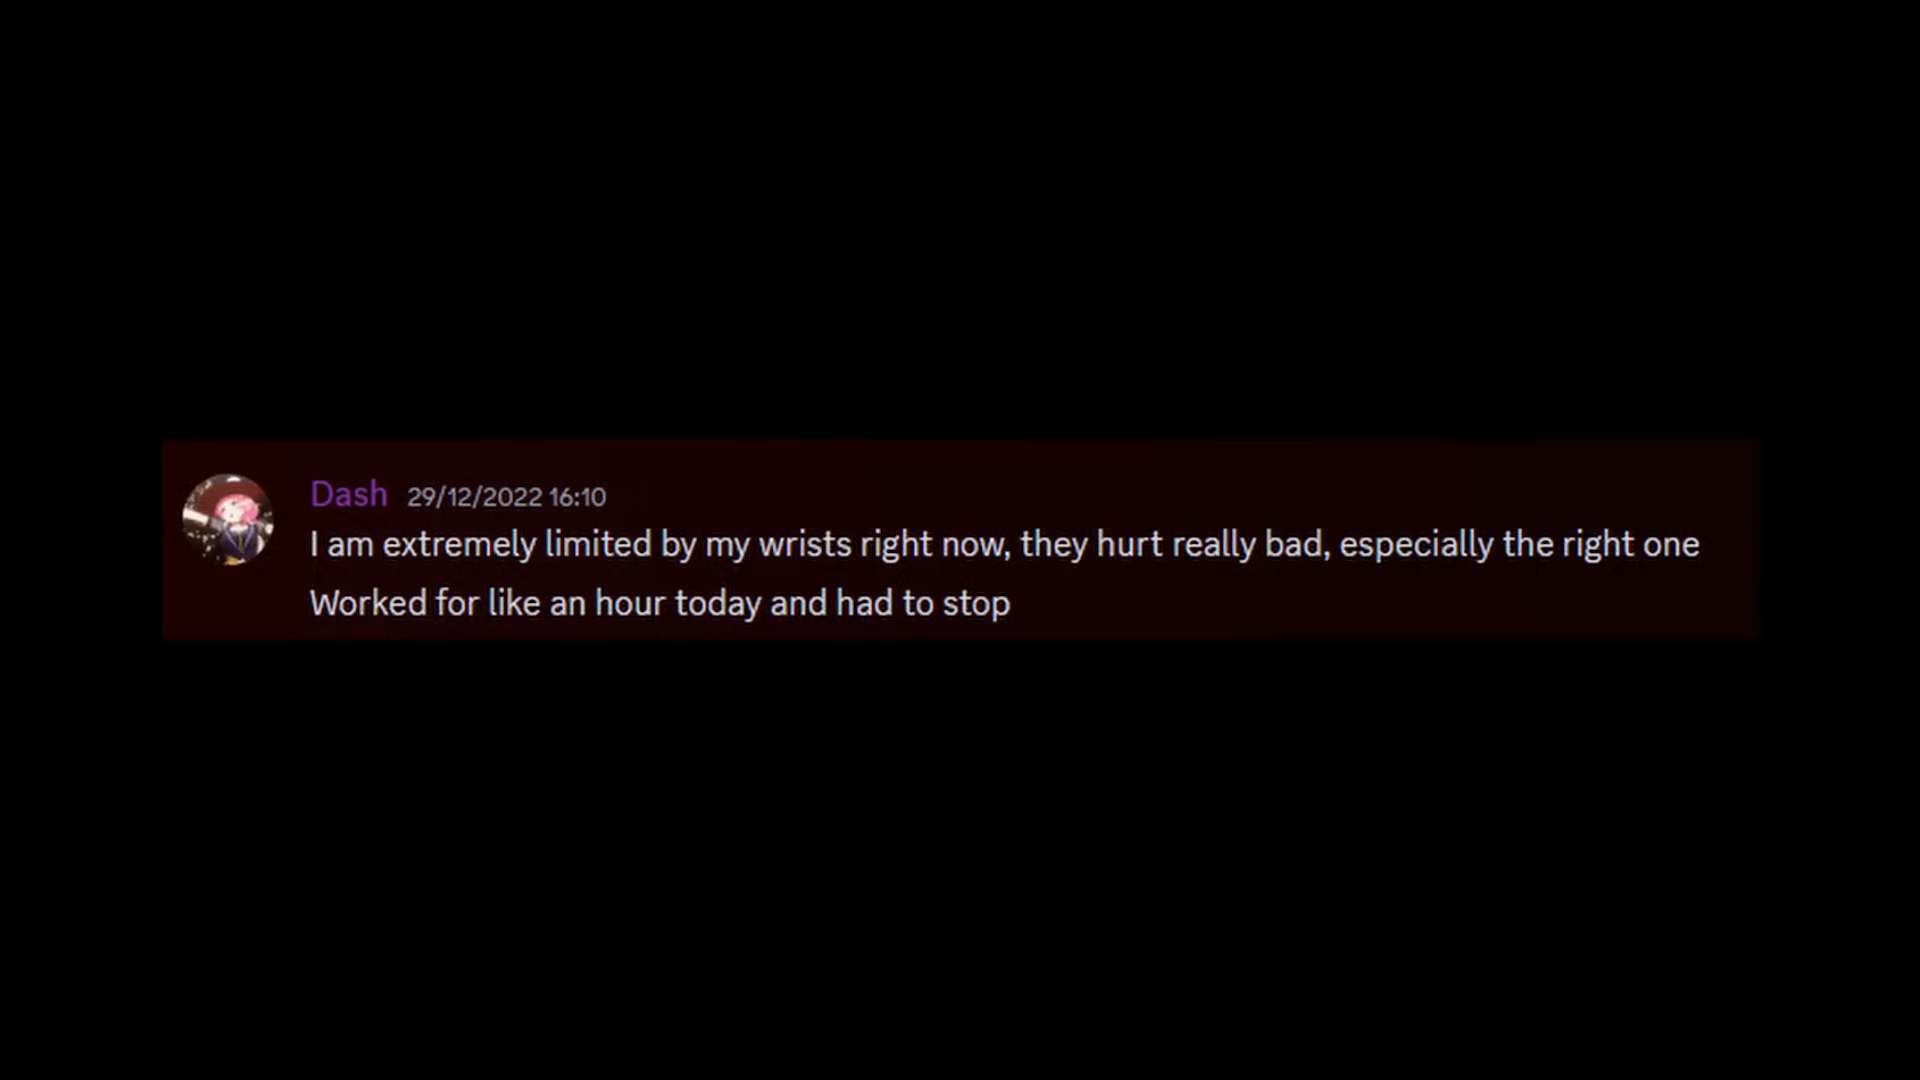 Dash 29/12/2022 16:10
I am extremely limited by my wrists right now, they hurt really bad, especially the right one
Worked for like an hour today and had to stop